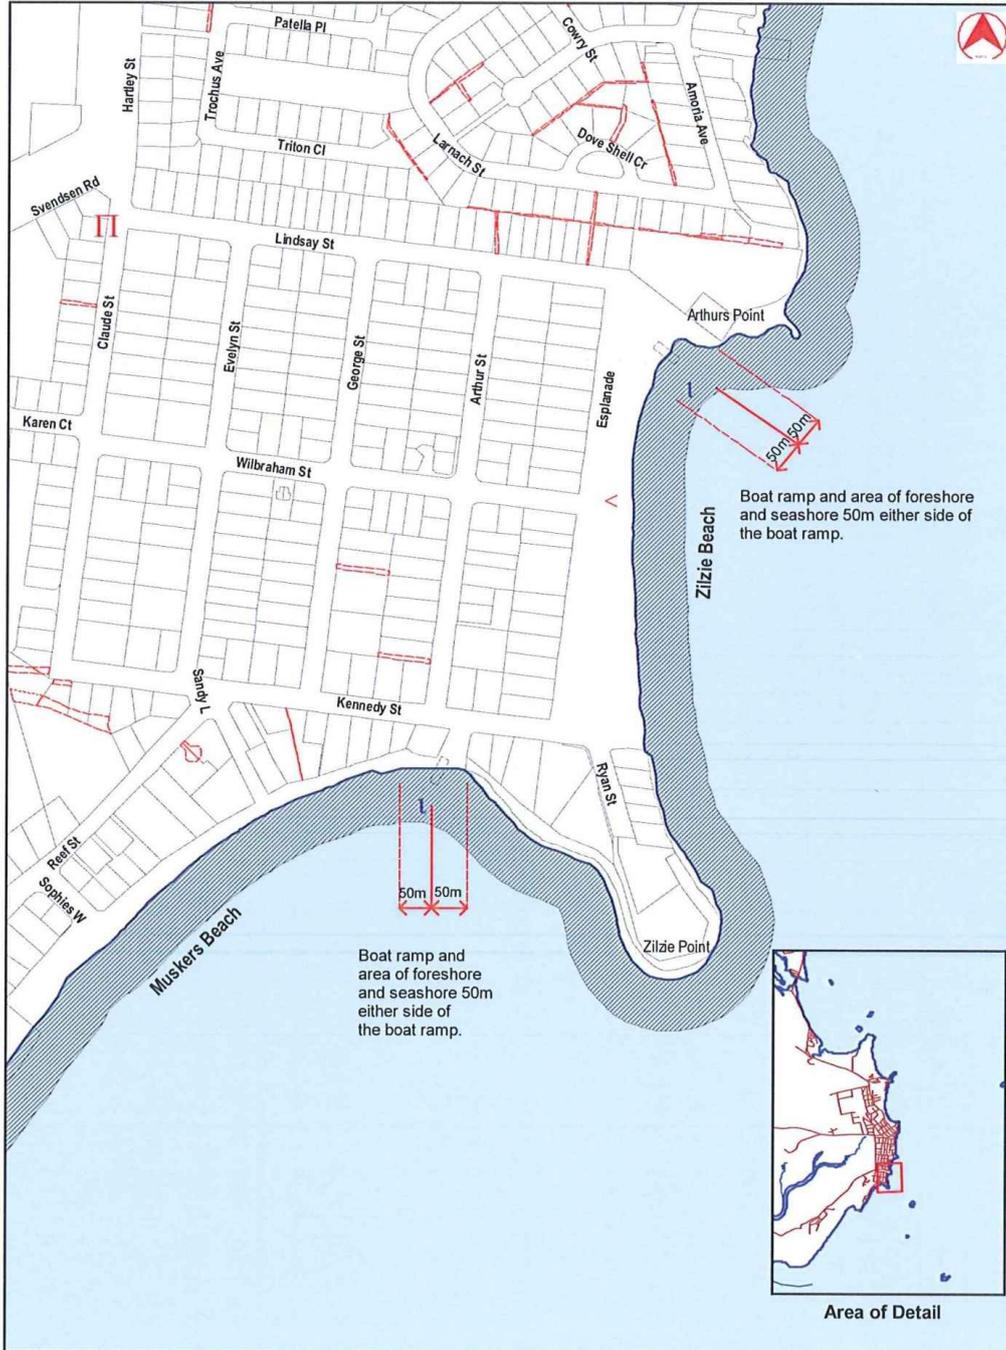 Patella Pl
Cowry St
Hartley St
Trochus Ave
Amoria Ave
Triton Cl
Larnach St
Dove Shell Cr
Svendsen Rd
Lindsay St
Arthurs Point
Claude St
Evelyn St
George St
Arthur St
Esplanade
Karen Ct
50m
50m
Wilbraham St
Boat ramp and area of foreshore
and seashore 50m either side of
the boat ramp.
Zilzie Beach
Sandy L
Kennedy St
Ryan St
Reef St
Sophies W
50m
50m
Muskers Beach
Zilzie Point
Boat ramp and
area of foreshore
and seashore 50m
either side of
the boat ramp.
Area of Detail